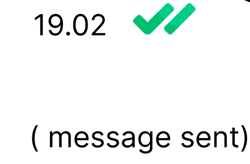 19.02
( message sent)